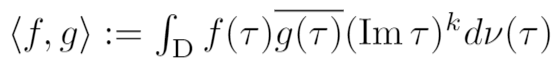 ⟨f, g⟩ := ∫_D f(τ)\overline{g(τ)}(Im τ)^k dν(τ)